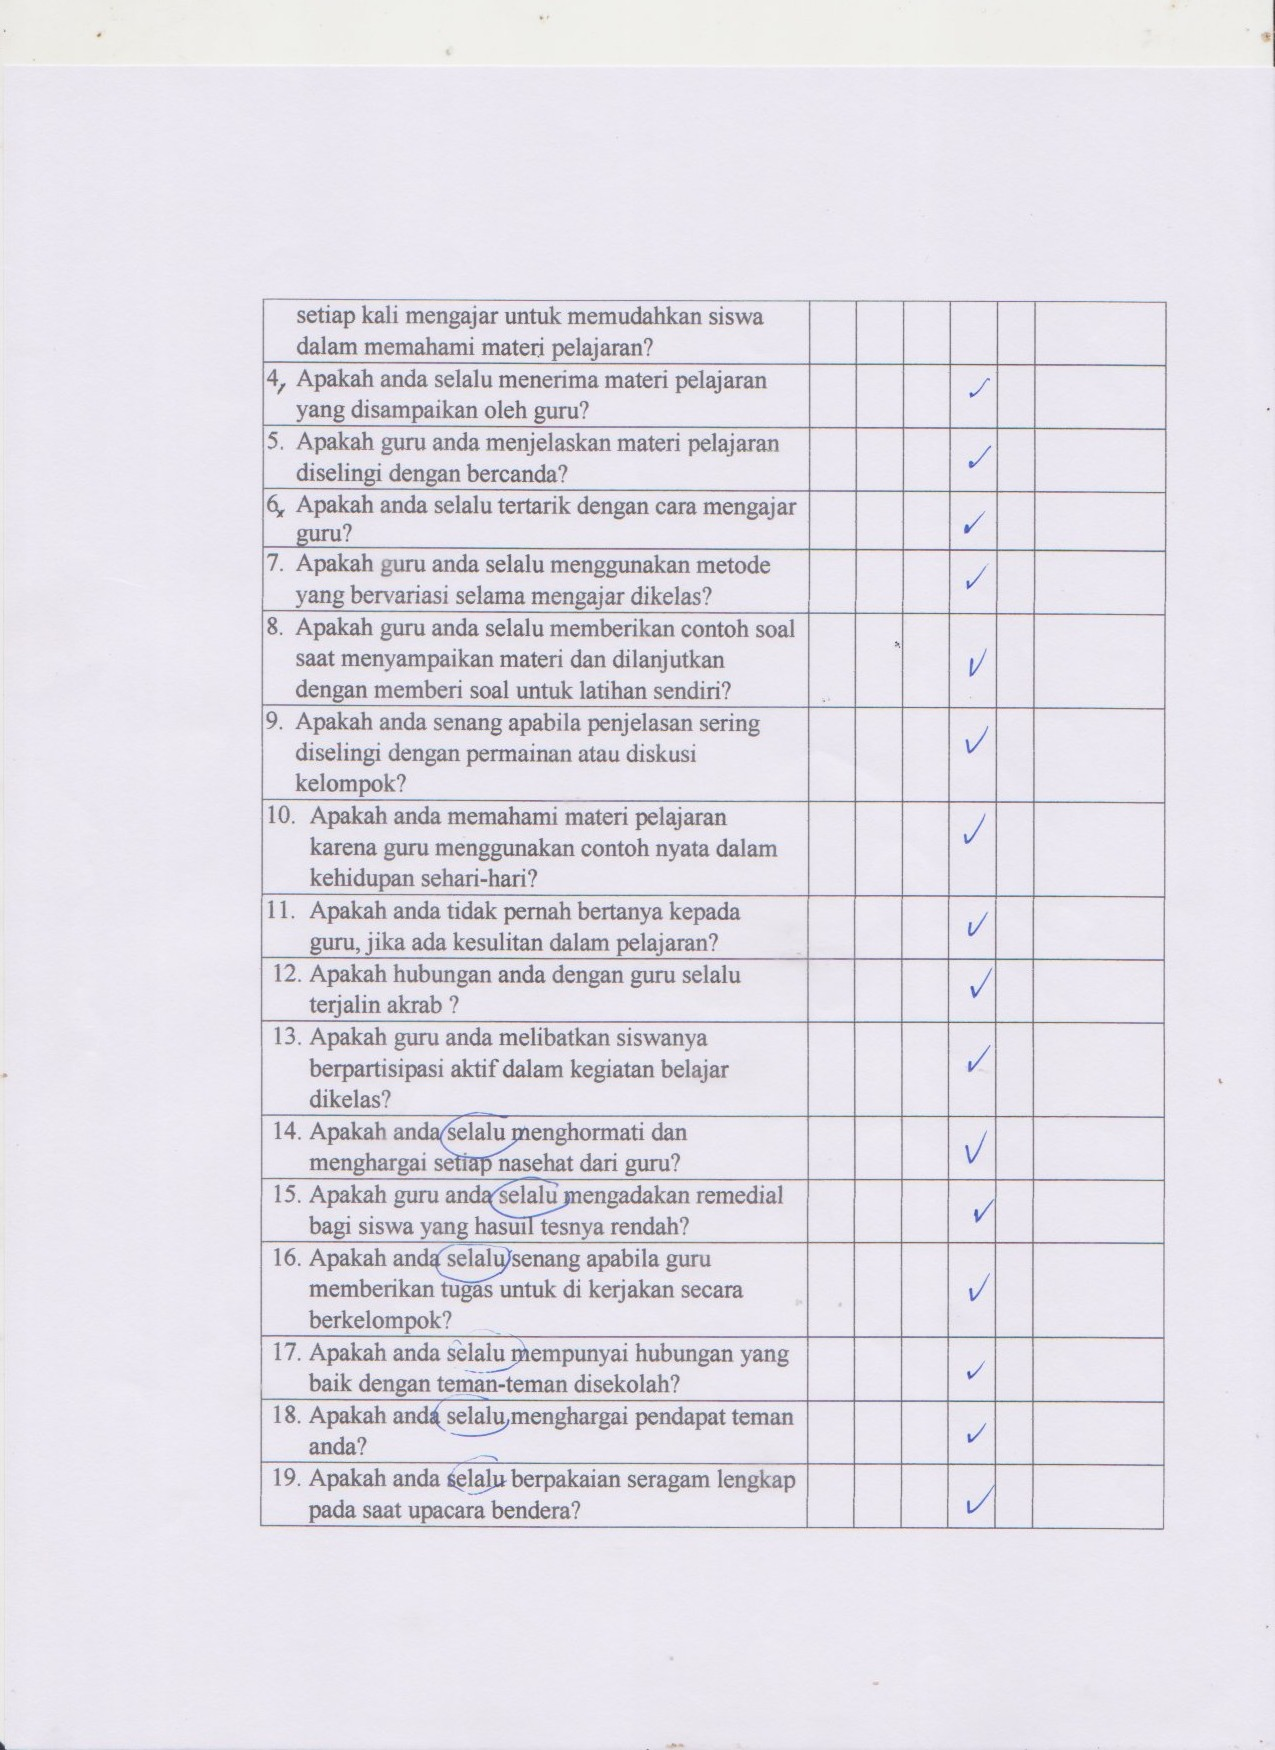 setiap kali mengajar untuk memudahkan siswa
dalam memahami materi pelajaran?
4, Apakah anda selalu menerima materi pelajaran
yang disampaikan oleh guru?
5. Apakah guru anda menjelaskan materi pelajaran
diselingi dengan bercanda?
6, Apakah anda selalu tertarik dengan cara mengajar
guru?
7. Apakah guru anda selalu menggunakan metode
yang bervariasi selama mengajar dikelas?
8. Apakah guru anda selalu memberikan contoh soal
saat menyampaikan materi dan dilanjutkan
dengan memberi soal untuk latihan sendiri?
9. Apakah anda senang apabila penjelasan sering
diselingi dengan permainan atau diskusi
kelompok?
10. Apakah anda memahami materi pelajaran
karena guru menggunakan contoh nyata dalam
kehidupan sehari-hari?
11. Apakah anda tidak pernah bertanya kepada
guru, jika ada kesulitan dalam pelajaran?
12. Apakah hubungan anda dengan guru selalu
terjalin akrab ?
13. Apakah guru anda melibatkan siswanya
berpartisipasi aktif dalam kegiatan belajar
dikelas?
14. Apakah anda selalu menghormati dan
menghargai setiap nasehat dari guru?
15. Apakah guru anda selalu mengadakan remedial
bagi siswa yang hasuil tesnya rendah?
16. Apakah anda selalu senang apabila guru
memberikan tugas untuk di kerjakan secara
berkelompok?
17. Apakah anda selalu mempunyai hubungan yang
baik dengan teman-teman disekolah?
18. Apakah anda selalu menghargai pendapat teman
anda?
19. Apakah anda selalu berpakaian seragam lengkap
pada saat upacara bendera?